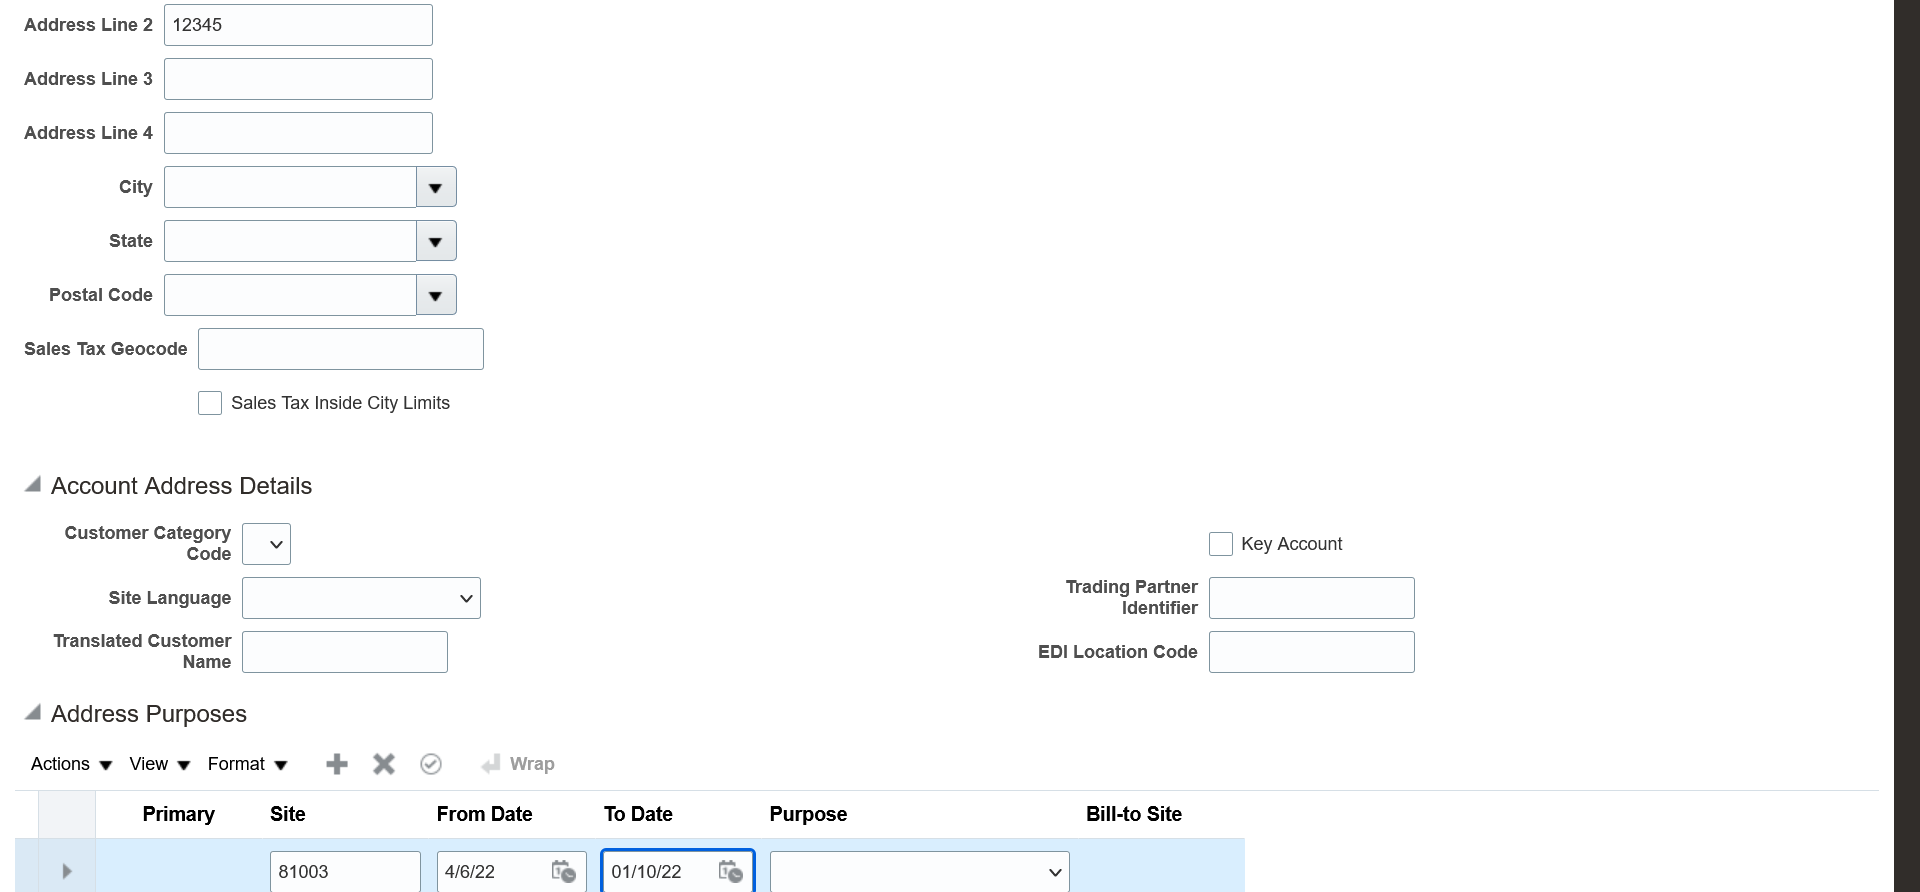 Address Line 2 12345
Address Line 3
Address Line 4
City
State
Postal Code
Sales Tax Geocode
Sales Tax Inside City Limits
Account Address Details
Customer Category
Code
Key Account
Site Language
Trading Partner
Identifier
Translated Customer
Name
EDI Location Code
Address Purposes
Actions View Format Wrap
Primary Site From Date To Date Purpose Bill-to Site
81003 4/6/22 01/10/22